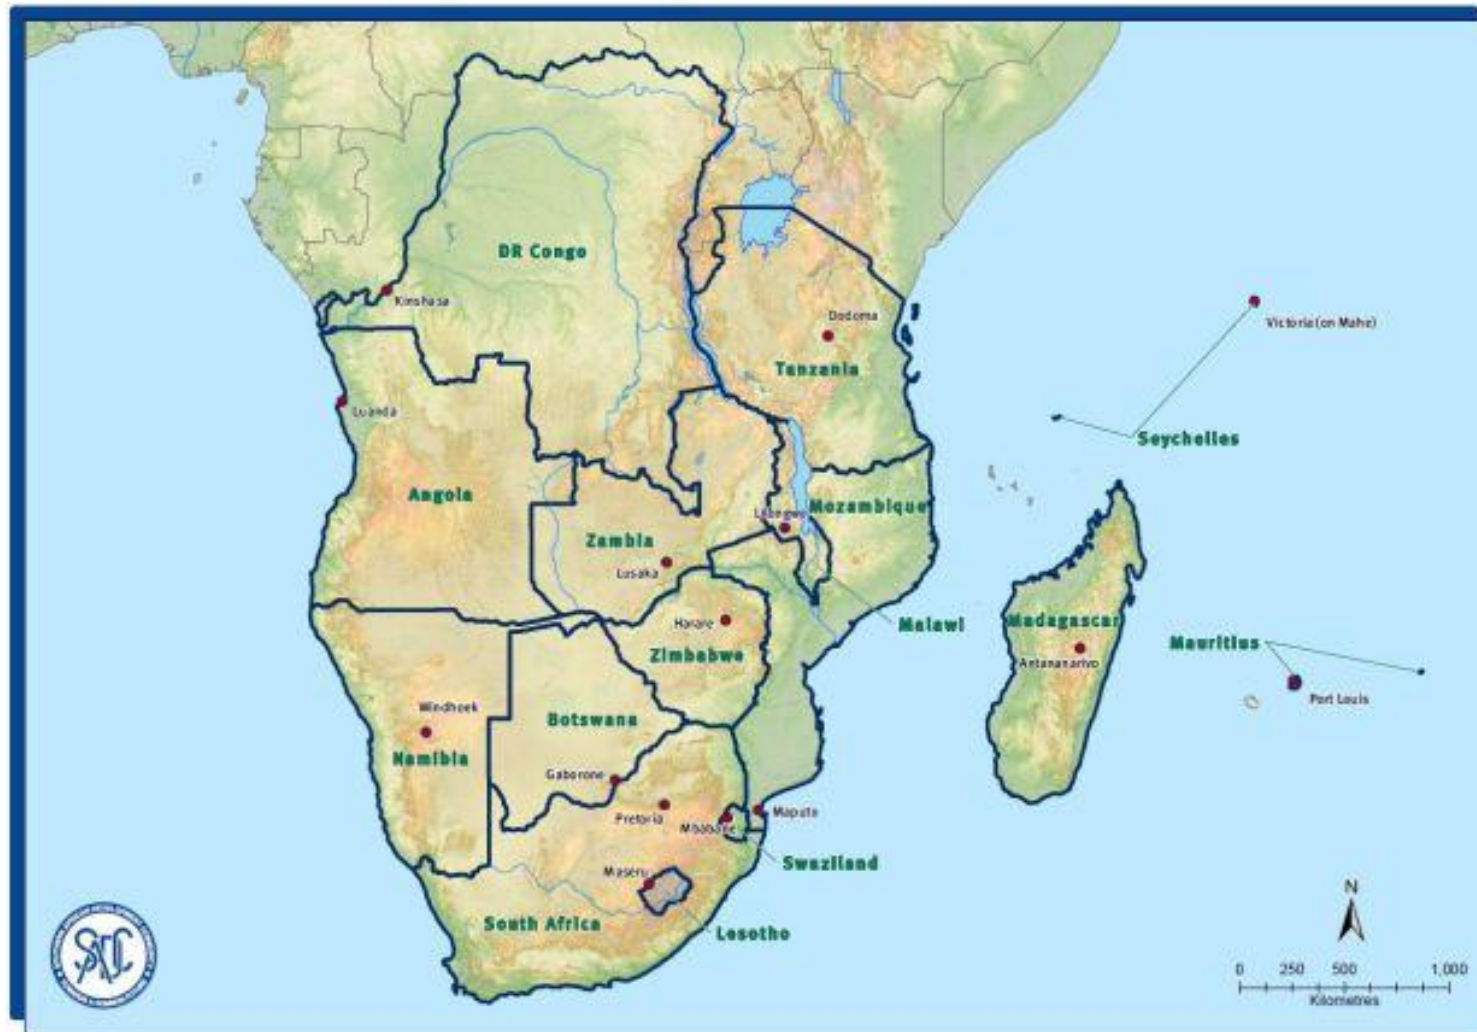 DR Congo
Kinshasa
Dodoma
Tanzania
Victoria (on Mahe)
Seychelles
Luanda
Angola
Mozambique
Lilongwe
Zambia
Lusaka
Malawi
Madagascar
Antananarivo
Mauritius
Port Louis
Harare
Zimbabwe
Windhoek
Namibia
Botswana
Gaborone
Pretoria
Mbabane
Maputo
Swaziland
Maseru
South Africa
Lesotho
SADC
N
0 250 500 1,000
Kilometres